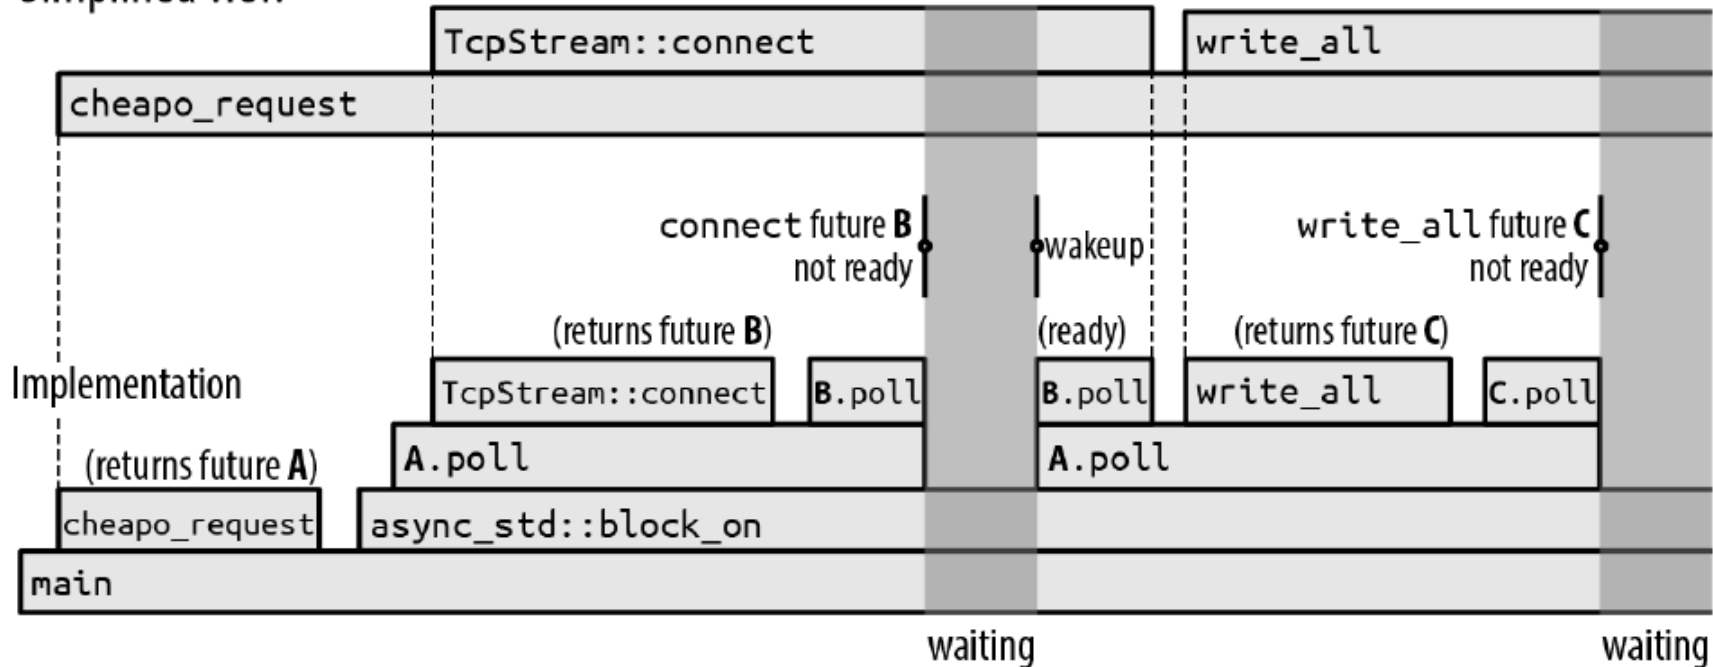 TcpStream::connect
write_all
cheapo_request
connect future B
not ready
wakeup
write_all future C
not ready
(returns future B)
(ready)
(returns future C)
Implementation
TcpStream::connect
B.poll
B.poll
write_all
C.poll
(returns future A)
A.poll
A.poll
cheapo_request
async_std::block_on
main
waiting
waiting